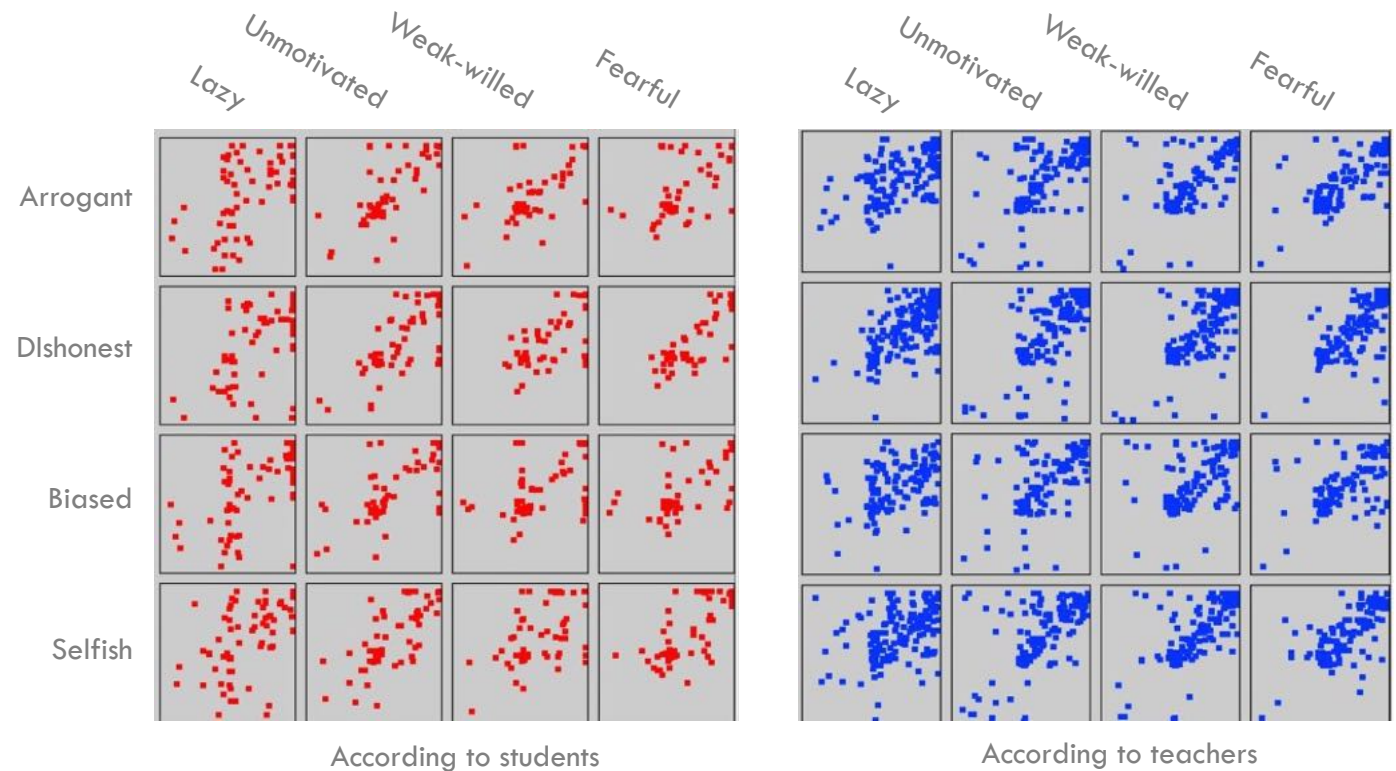 Lazy
Unmotivated
Weak-willed
Fearful
Lazy
Unmotivated
Weak-willed
Fearful
Arrogant
DIshonest
Biased
Selfish
According to students
According to teachers